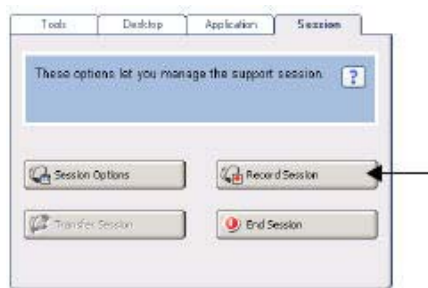 Tools Desktop Application Session
These options let you manage the support session. ?
Session Options Record Session
Transfer Session End Session